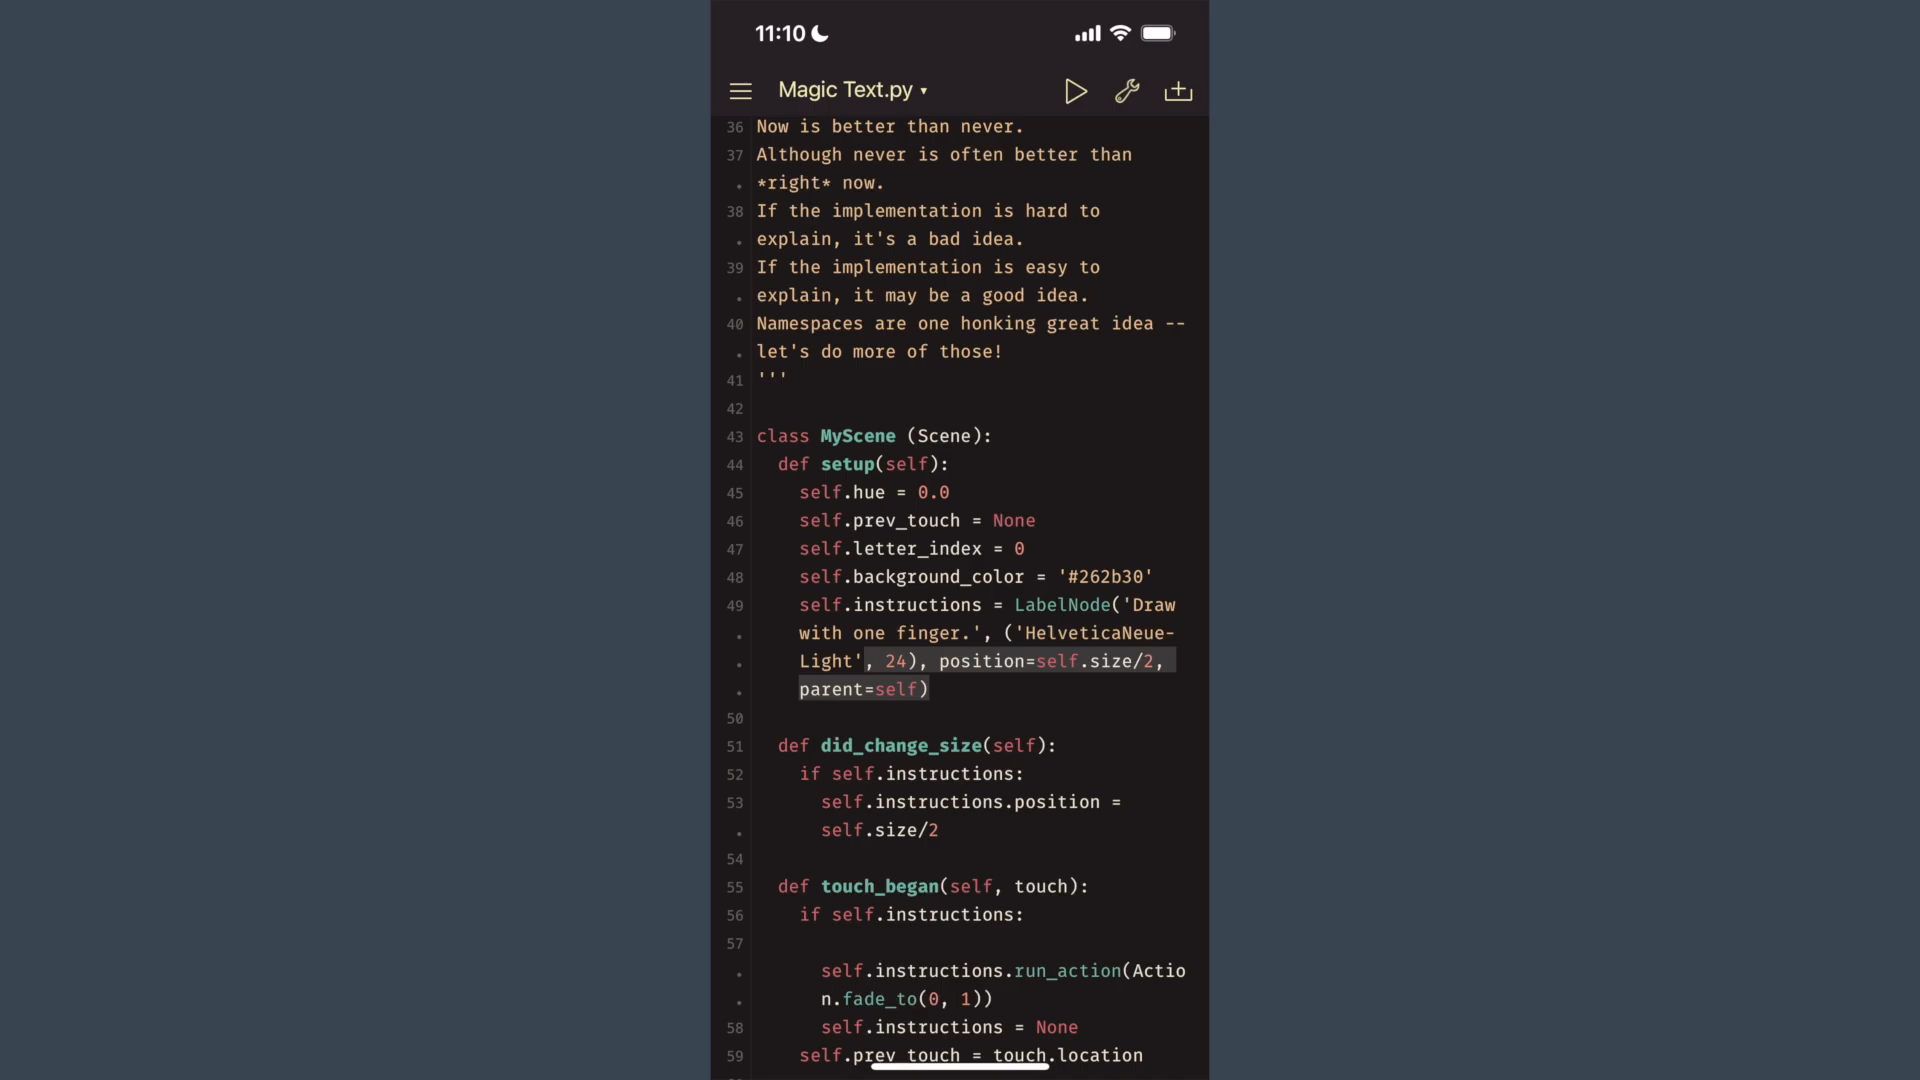 11:10
Magic Text.py ▾
36 Now is better than never.
37 Although never is often better than
*right* now.
38 If the implementation is hard to
explain, it's a bad idea.
39 If the implementation is easy to
explain, it may be a good idea.
40 Namespaces are one honking great idea --
let's do more of those!
41 '''
42
43 class MyScene (Scene):
44 def setup(self):
45 self.hue = 0.0
46 self.prev_touch = None
47 self.letter_index = 0
48 self.background_color = '#262b30'
49 self.instructions = LabelNode('Draw
with one finger.', ('HelveticaNeue-
Light', 24), position=self.size/2,
parent=self)
50
51 def did_change_size(self):
52 if self.instructions:
53 self.instructions.position =
self.size/2
54
55 def touch_began(self, touch):
56 if self.instructions:
57
self.instructions.run_action(Actio
n.fade_to(0, 1))
58 self.instructions = None
59 self.prev_touch = touch.location